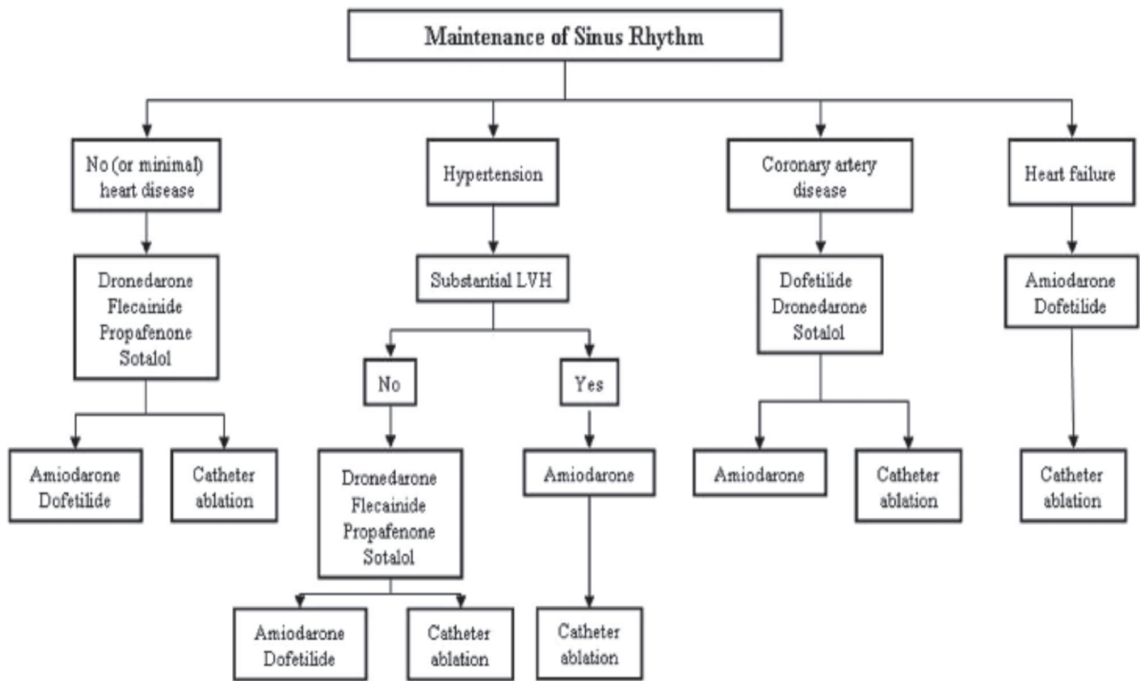 Maintenance of Sinus Rhythm
No (or minimal)
heart disease
Hypertension
Coronary artery
disease
Heart failure
Dronedarone
Flecainide
Propafenone
Sotalol
Substantial LVH
Dofetilide
Dronedarone
Sotalol
Amiodarone
Dofetilide
No
Yes
Amiodarone
Dofetilide
Catheter
ablation
Dronedarone
Flecainide
Propafenone
Sotalol
Amiodarone
Amiodarone
Catheter
ablation
Catheter
ablation
Amiodarone
Dofetilide
Catheter
ablation
Catheter
ablation